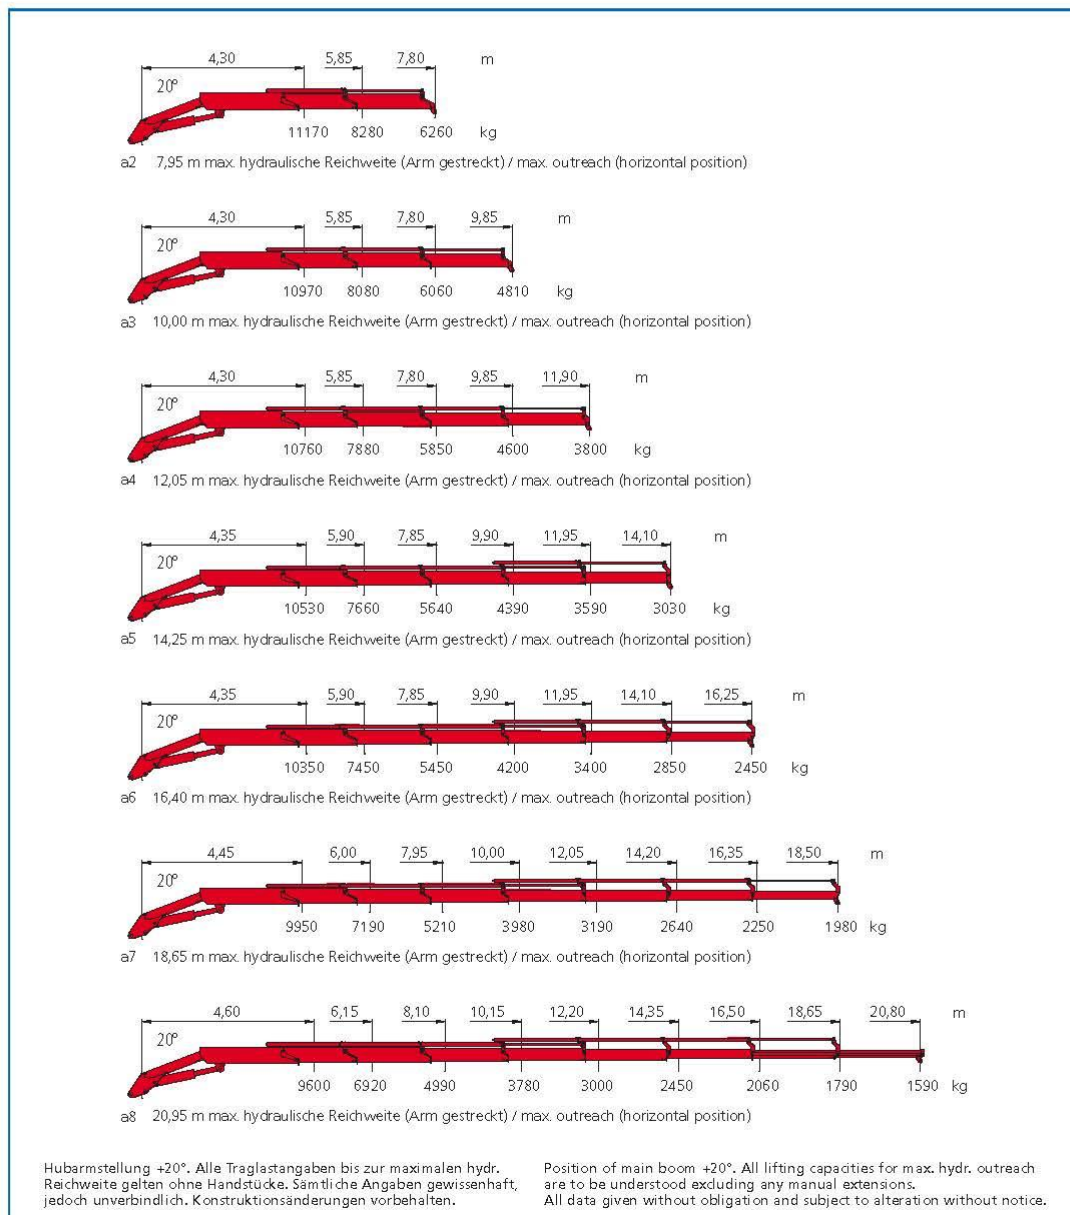 4,30 5,85 7,80 m
20°
11170 8280 6260 kg
a2 7,95 m max. hydraulische Reichweite (Arm gestreckt) / max. outreach (horizontal position)
4,30 5,85 7,80 9,85 m
20°
10970 8080 6060 4810 kg
a3 10,00 m max. hydraulische Reichweite (Arm gestreckt) / max. outreach (horizontal position)
4,30 5,85 7,80 9,85 11,90 m
20°
10760 7880 5850 4600 3800 kg
a4 12,05 m max. hydraulische Reichweite (Arm gestreckt) / max. outreach (horizontal position)
4,35 5,90 7,85 9,90 11,95 14,10 m
20°
10530 7660 5640 4390 3590 3030 kg
a5 14,25 m max. hydraulische Reichweite (Arm gestreckt) / max. outreach (horizontal position)
4,35 5,90 7,85 9,90 11,95 14,10 16,25 m
20°
10350 7450 5450 4200 3400 2850 2450 kg
a6 16,40 m max. hydraulische Reichweite (Arm gestreckt) / max. outreach (horizontal position)
4,45 6,00 7,95 10,00 12,05 14,20 16,35 18,50 m
20°
9950 7190 5210 3980 3190 2640 2250 1980 kg
a7 18,65 m max. hydraulische Reichweite (Arm gestreckt) / max. outreach (horizontal position)
4,60 6,15 8,10 10,15 12,20 14,35 16,50 18,65 20,80 m
20°
9600 6920 4990 3780 3000 2450 2060 1790 1590 kg
a8 20,95 m max. hydraulische Reichweite (Arm gestreckt) / max. outreach (horizontal position)
Hubarmstellung +20°. Alle Traglastangaben bis zur maximalen hydr.
Reichweite gelten ohne Handstücke. Sämtliche Angaben gewissenhaft,
jedoch unverbindlich. Konstruktionsänderungen vorbehalten.
Position of main boom +20°. All lifting capacities for max. hydr. outreach
are to be understood excluding any manual extensions.
All data given without obligation and subject to alteration without notice.